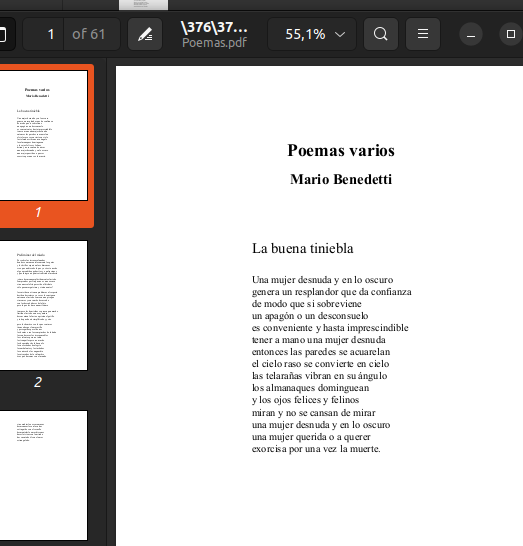 1 of 61
\376\37...
Poemas.pdf
55,1%
Poemas varios
Mario Benedetti
1
2
Poemas varios
Mario Benedetti
La buena tiniebla
Una mujer desnuda y en lo oscuro
genera un resplandor que da confianza
de modo que si sobreviene
un apagón o un desconsuelo
es conveniente y hasta imprescindible
tener a mano una mujer desnuda
entonces las paredes se acuarelan
el cielo raso se convierte en cielo
las telarañas vibran en su ángulo
los almanaques dominguean
y los ojos felices y felinos
miran y no se cansan de mirar
una mujer desnuda y en lo oscuro
una mujer querida o a querer
exorcisa por una vez la muerte.